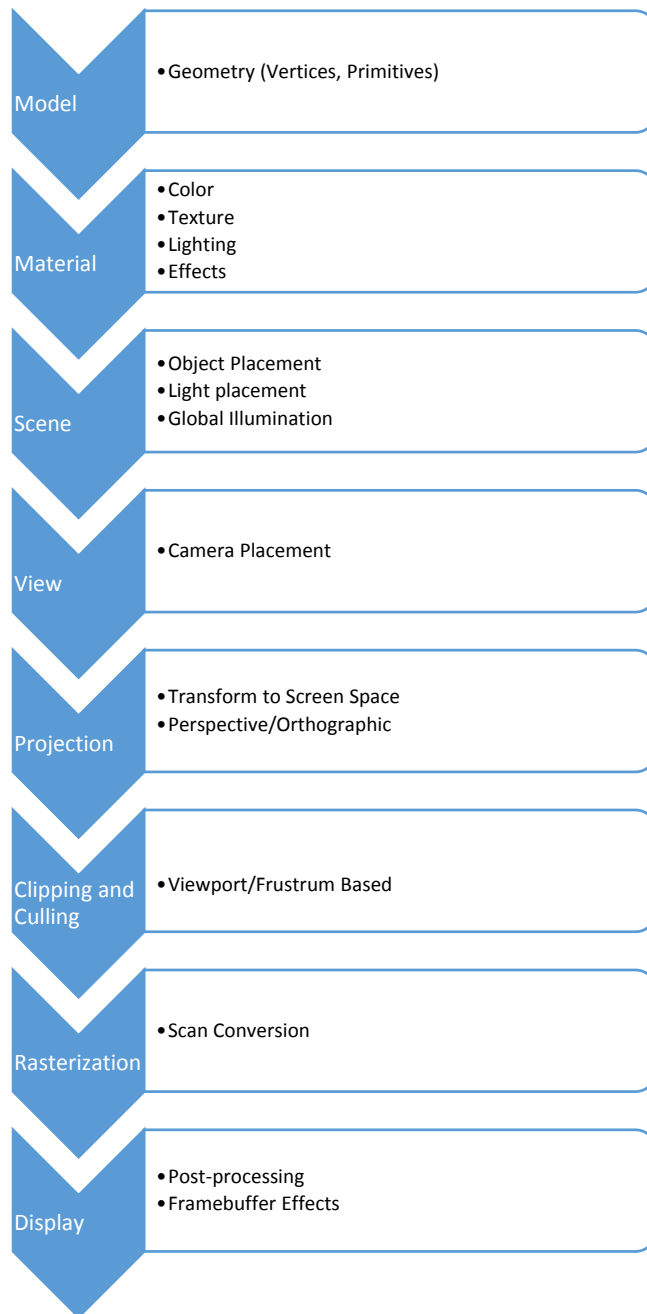 Model
•Geometry (Vertices, Primitives)
Material
•Color
•Texture
•Lighting
•Effects
Scene
•Object Placement
•Light placement
•Global Illumination
View
•Camera Placement
Projection
•Transform to Screen Space
•Perspective/Orthographic
Clipping and
Culling
•Viewport/Frustrum Based
Rasterization
•Scan Conversion
Display
•Post-processing
•Framebuffer Effects